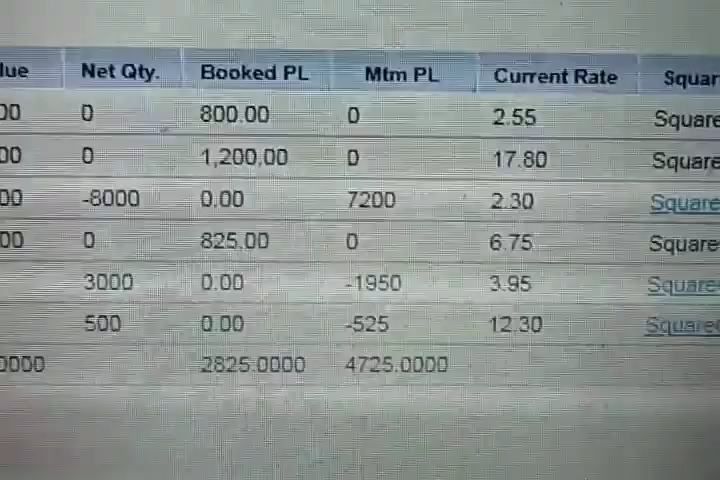 lue Net Qty. Booked PL Mtm PL Current Rate Squar
00 0 800.00 0 2.55 Square
00 0 1,200.00 0 17.80 Square
00 -8000 0.00 7200 2.30 Square
00 0 825.00 0 6.75 Square
3000 0.00 -1950 3.95 Square
500 0.00 -525 12.30 Square
0000 2825.0000 4725.0000